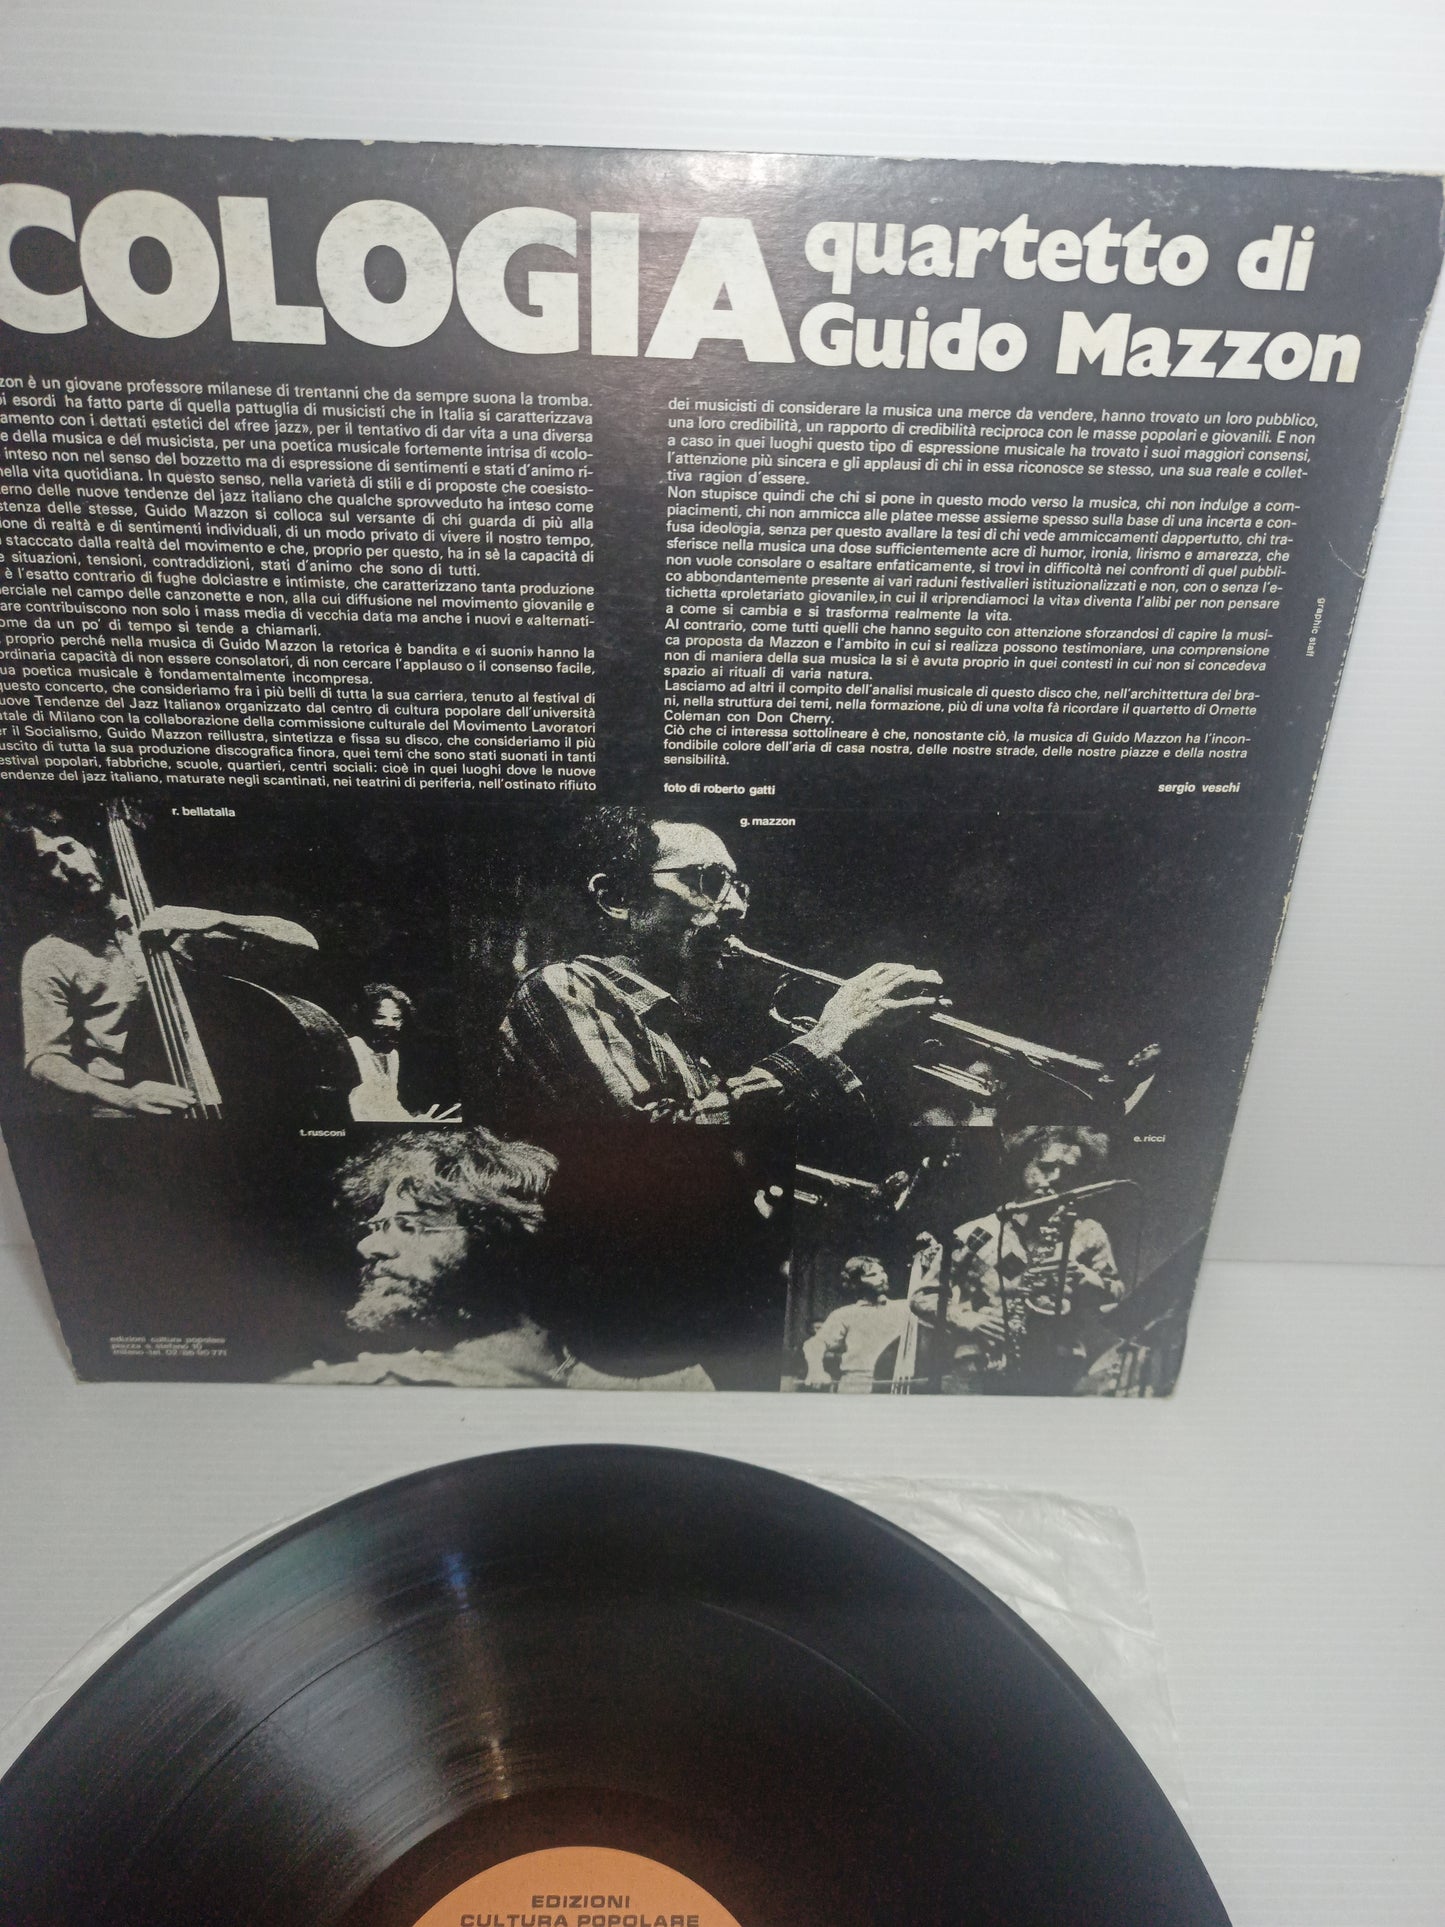 COLOGIA
quartetto di
Guido Mazzon
zon è un giovane professore milanese di trentanni che da sempre suona la tromba.
oi esordi ha fatto parte di quella pattuglia di musicisti che in Italia si caratterizzava
amento con i dettati estetici del «free jazz», per il tentativo di dar vita a una diversa
e della musica e del musicista, per una poetica musicale fortemente intrisa di «colo-
inteso non nel senso del bozzetto ma di espressione di sentimenti e stati d'animo ri-
nella vita quotidiana. In questo senso, nella varietà di stili e di proposte che coesisto-
erno delle nuove tendenze del jazz italiano che qualche sprovveduto ha inteso come
stenza delle stesse, Guido Mazzon si colloca sul versante di chi guarda di più alla
ione di realtà e di sentimenti individuali, di un modo privato di vivere il nostro tempo,
stacccato dalla realtà del movimento e che, proprio per questo, ha in sè la capacità di
e situazioni, tensioni, contraddizioni, stati d'animo che sono di tutti.
è l'esatto contrario di fughe dolciastre e intimiste, che caratterizzano tanta produzione
erciale nel campo delle canzonette e non, alla cui diffusione nel movimento giovanile e
are contribuiscono non solo i mass media di vecchia data ma anche i nuovi e «alternati-
ome da un po' di tempo si tende a chiamarli.
proprio perché nella musica di Guido Mazzon la retorica è bandita e «i suoni» hanno la
ordinaria capacità di non essere consolatori, di non cercare l'applauso o il consenso facile,
ua poetica musicale è fondamentalmente incompresa.
questo concerto, che consideriamo fra i più belli di tutta la sua carriera, tenuto al festival di
uove Tendenze del Jazz Italiano» organizzato dal centro di cultura popolare dell'università
tale di Milano con la collaborazione della commissione culturale del Movimento Lavoratori
er il Socialismo, Guido Mazzon reillustra, sintetizza e fissa su disco, che consideriamo il più
uscito di tutta la sua produzione discografica finora, quei temi che sono stati suonati in tanti
estival popolari, fabbriche, scuole, quartieri, centri sociali: cioè in quei luoghi dove le nuove
endenze del jazz italiano, maturate negli scantinati, nei teatrini di periferia, nell'ostinato rifiuto
dei musicisti di considerare la musica una merce da vendere, hanno trovato un loro pubblico,
una loro credibilità, un rapporto di credibilità reciproca con le masse popolari e giovanili. E non
a caso in quei luoghi questo tipo di espressione musicale ha trovato i suoi maggiori consensi,
l'attenzione più sincera e gli applausi di chi in essa riconosce se stesso, una sua reale e collet-
tiva ragion d'essere.
Non stupisce quindi che chi si pone in questo modo verso la musica, chi non indulge a com-
piacimenti, chi non ammicca alle platee messe assieme spesso sulla base di una incerta e con-
fusa ideologia, senza per questo avallare la tesi di chi vede ammiccamenti dappertutto, chi tra-
sferisce nella musica una dose sufficientemente acre di humor, ironia, lirismo e amarezza, che
non vuole consolare o esaltare enfaticamente, si trovi in difficoltà nei confronti di quel pubbli-
co abbondantemente presente ai vari raduni festivalieri istituzionalizzati e non, con o senza l'e-
tichetta «proletariato giovanile», in cui il «riprendiamoci la vita» diventa l'alibi per non pensare
a come si cambia e si trasforma realmente la vita.
Al contrario, come tutti quelli che hanno seguito con attenzione sforzandosi di capire la musi-
ca proposta da Mazzon e l'ambito in cui si realizza possono testimoniare, una comprensione
non di maniera della sua musica la si è avuta proprio in quei contesti in cui non si concedeva
spazio ai rituali di varia natura.
Lasciamo ad altri il compito dell'analisi musicale di questo disco che, nell'archittettura dei bra-
ni, nella struttura dei temi, nella formazione, più di una volta fà ricordare il quartetto di Ornette
Coleman con Don Cherry.
Ciò che ci interessa sottolineare è che, nonostante ciò, la musica di Guido Mazzon ha l'incon-
fondibile colore dell'aria di casa nostra, delle nostre strade, delle nostre piazze e della nostra
sensibilità.
foto di roberto gatti
sergio veschi
graphic staff
r. bellatalla
g. mazzon
t. rusconi
e. ricci
edizioni cultura popolare
piazza s. stefano 10
milano - tel. 02/86 90 771
EDIZIONI
CULTURA POPOLARE